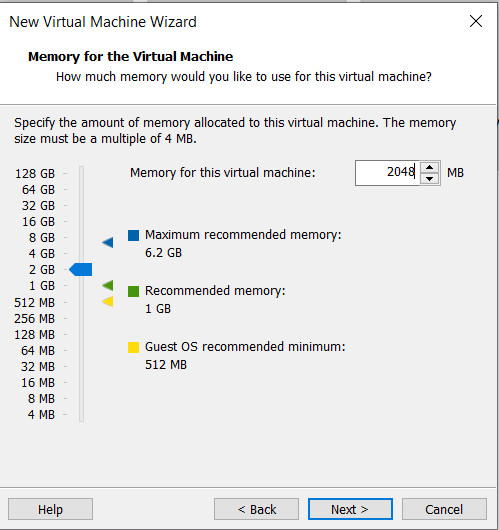 New Virtual Machine Wizard
Memory for the Virtual Machine
How much memory would you like to use for this virtual machine?
Specify the amount of memory allocated to this virtual machine. The memory
size must be a multiple of 4 MB.
Memory for this virtual machine: 2048 MB
128 GB
64 GB
32 GB
16 GB
8 GB
4 GB
2 GB
1 GB
512 MB
256 MB
128 MB
64 MB
32 MB
16 MB
8 MB
4 MB
Maximum recommended memory:
6.2 GB
Recommended memory:
1 GB
Guest OS recommended minimum:
512 MB
Help
< Back
Next >
Cancel